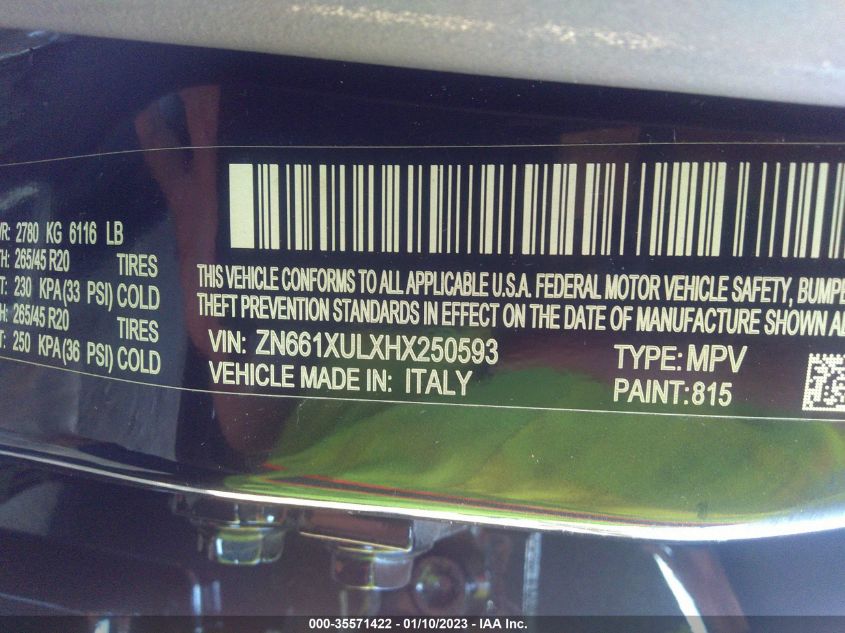 2780 KG 6116 LB
265/45 R20 TIRES
230 KPA(33 PSI) COLD
265/45 R20 TIRES
250 KPA(36 PSI) COLD
THIS VEHICLE CONFORMS TO ALL APPLICABLE U.S.A. FEDERAL MOTOR VEHICLE SAFETY, BUMPE
THEFT PREVENTION STANDARDS IN EFFECT ON THE DATE OF MANUFACTURE SHOWN A
VIN: ZN661XULXHX250593 TYPE: MPV
VEHICLE MADE IN: ITALY PAINT: 815
000-35571422 - 01/10/2023 - IAA Inc.